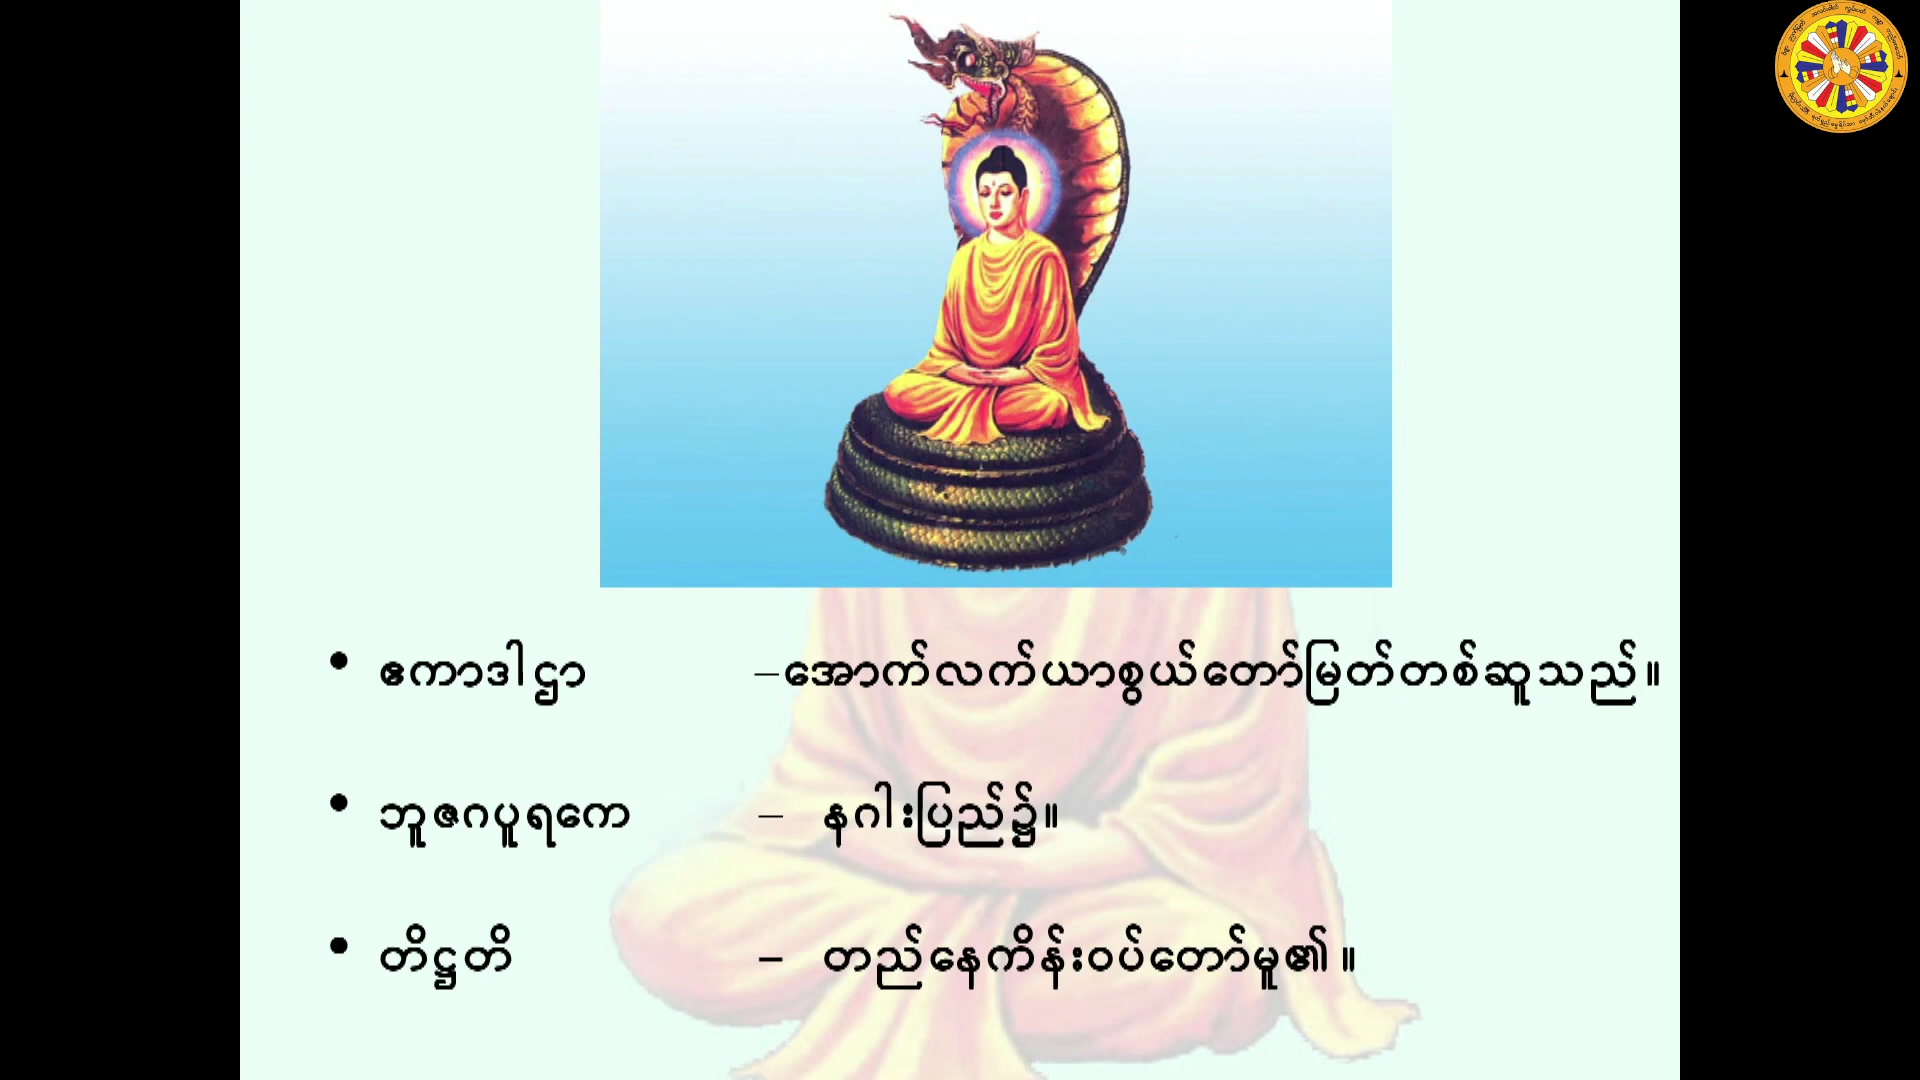 • ဧကာဒါဌာ –အောက်လက်ယာစွယ်တော်မြတ်တစ်ဆူသည်။
• ဘူဇဂပူရကေ – နဂါးပြည်၌။
• တိဋ္ဌတိ – တည်နေကိန်းဝပ်တော်မူ၏။